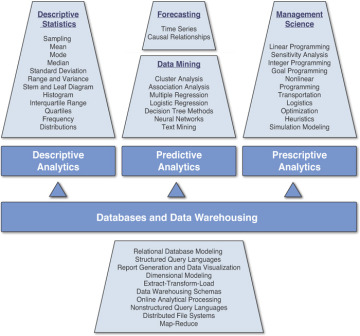 Descriptive
Statistics
Sampling
Mean
Mode
Median
Standard Deviation
Range and Variance
Stem and Leaf Diagram
Histogram
Interquartile Range
Quartiles
Frequency
Distributions
Forecasting
Time Series
Causal Relationships
Data Mining
Cluster Analysis
Association Analysis
Multiple Regression
Logistic Regression
Decision Tree Methods
Neural Networks
Text Mining
Management
Science
Linear Programming
Sensitivity Analysis
Integer Programming
Goal Programming
Nonlinear
Programming
Transportation
Logistics
Optimization
Heuristics
Simulation Modeling
Descriptive
Analytics
Predictive
Analytics
Prescriptive
Analytics
Databases and Data Warehousing
Relational Database Modeling
Structured Query Languages
Report Generation and Data Visualization
Dimensional Modeling
Extract-Transform-Load
Data Warehousing Schemas
Online Analytical Processing
Nonstructured Query Languages
Distributed File Systems
Map-Reduce